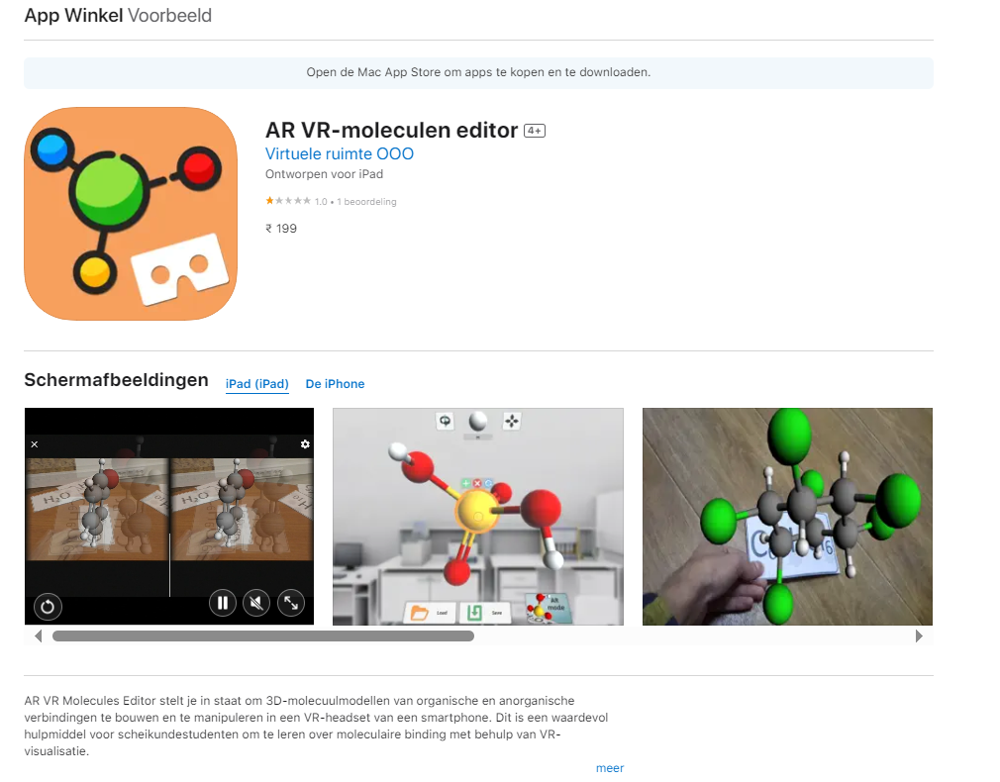 App Winkel Voorbeeld
Open de Mac App Store om apps te kopen en te downloaden.
AR VR-moleculen editor 4+
Virtuele ruimte OOO
Ontworpen voor iPad
1.0 • 1 beoordeling
₹ 199
Schermafbeeldingen iPad (iPad) De iPhone
H₂O H₂O
Load Save AR mode
AR VR Molecules Editor stelt je in staat om 3D-molecuulmodellen van organische en anorganische
verbindingen te bouwen en te manipuleren in een VR-headset van een smartphone. Dit is een waardevol
hulpmiddel voor scheikundestudenten om te leren over moleculaire binding met behulp van VR-
visualisatie.
meer